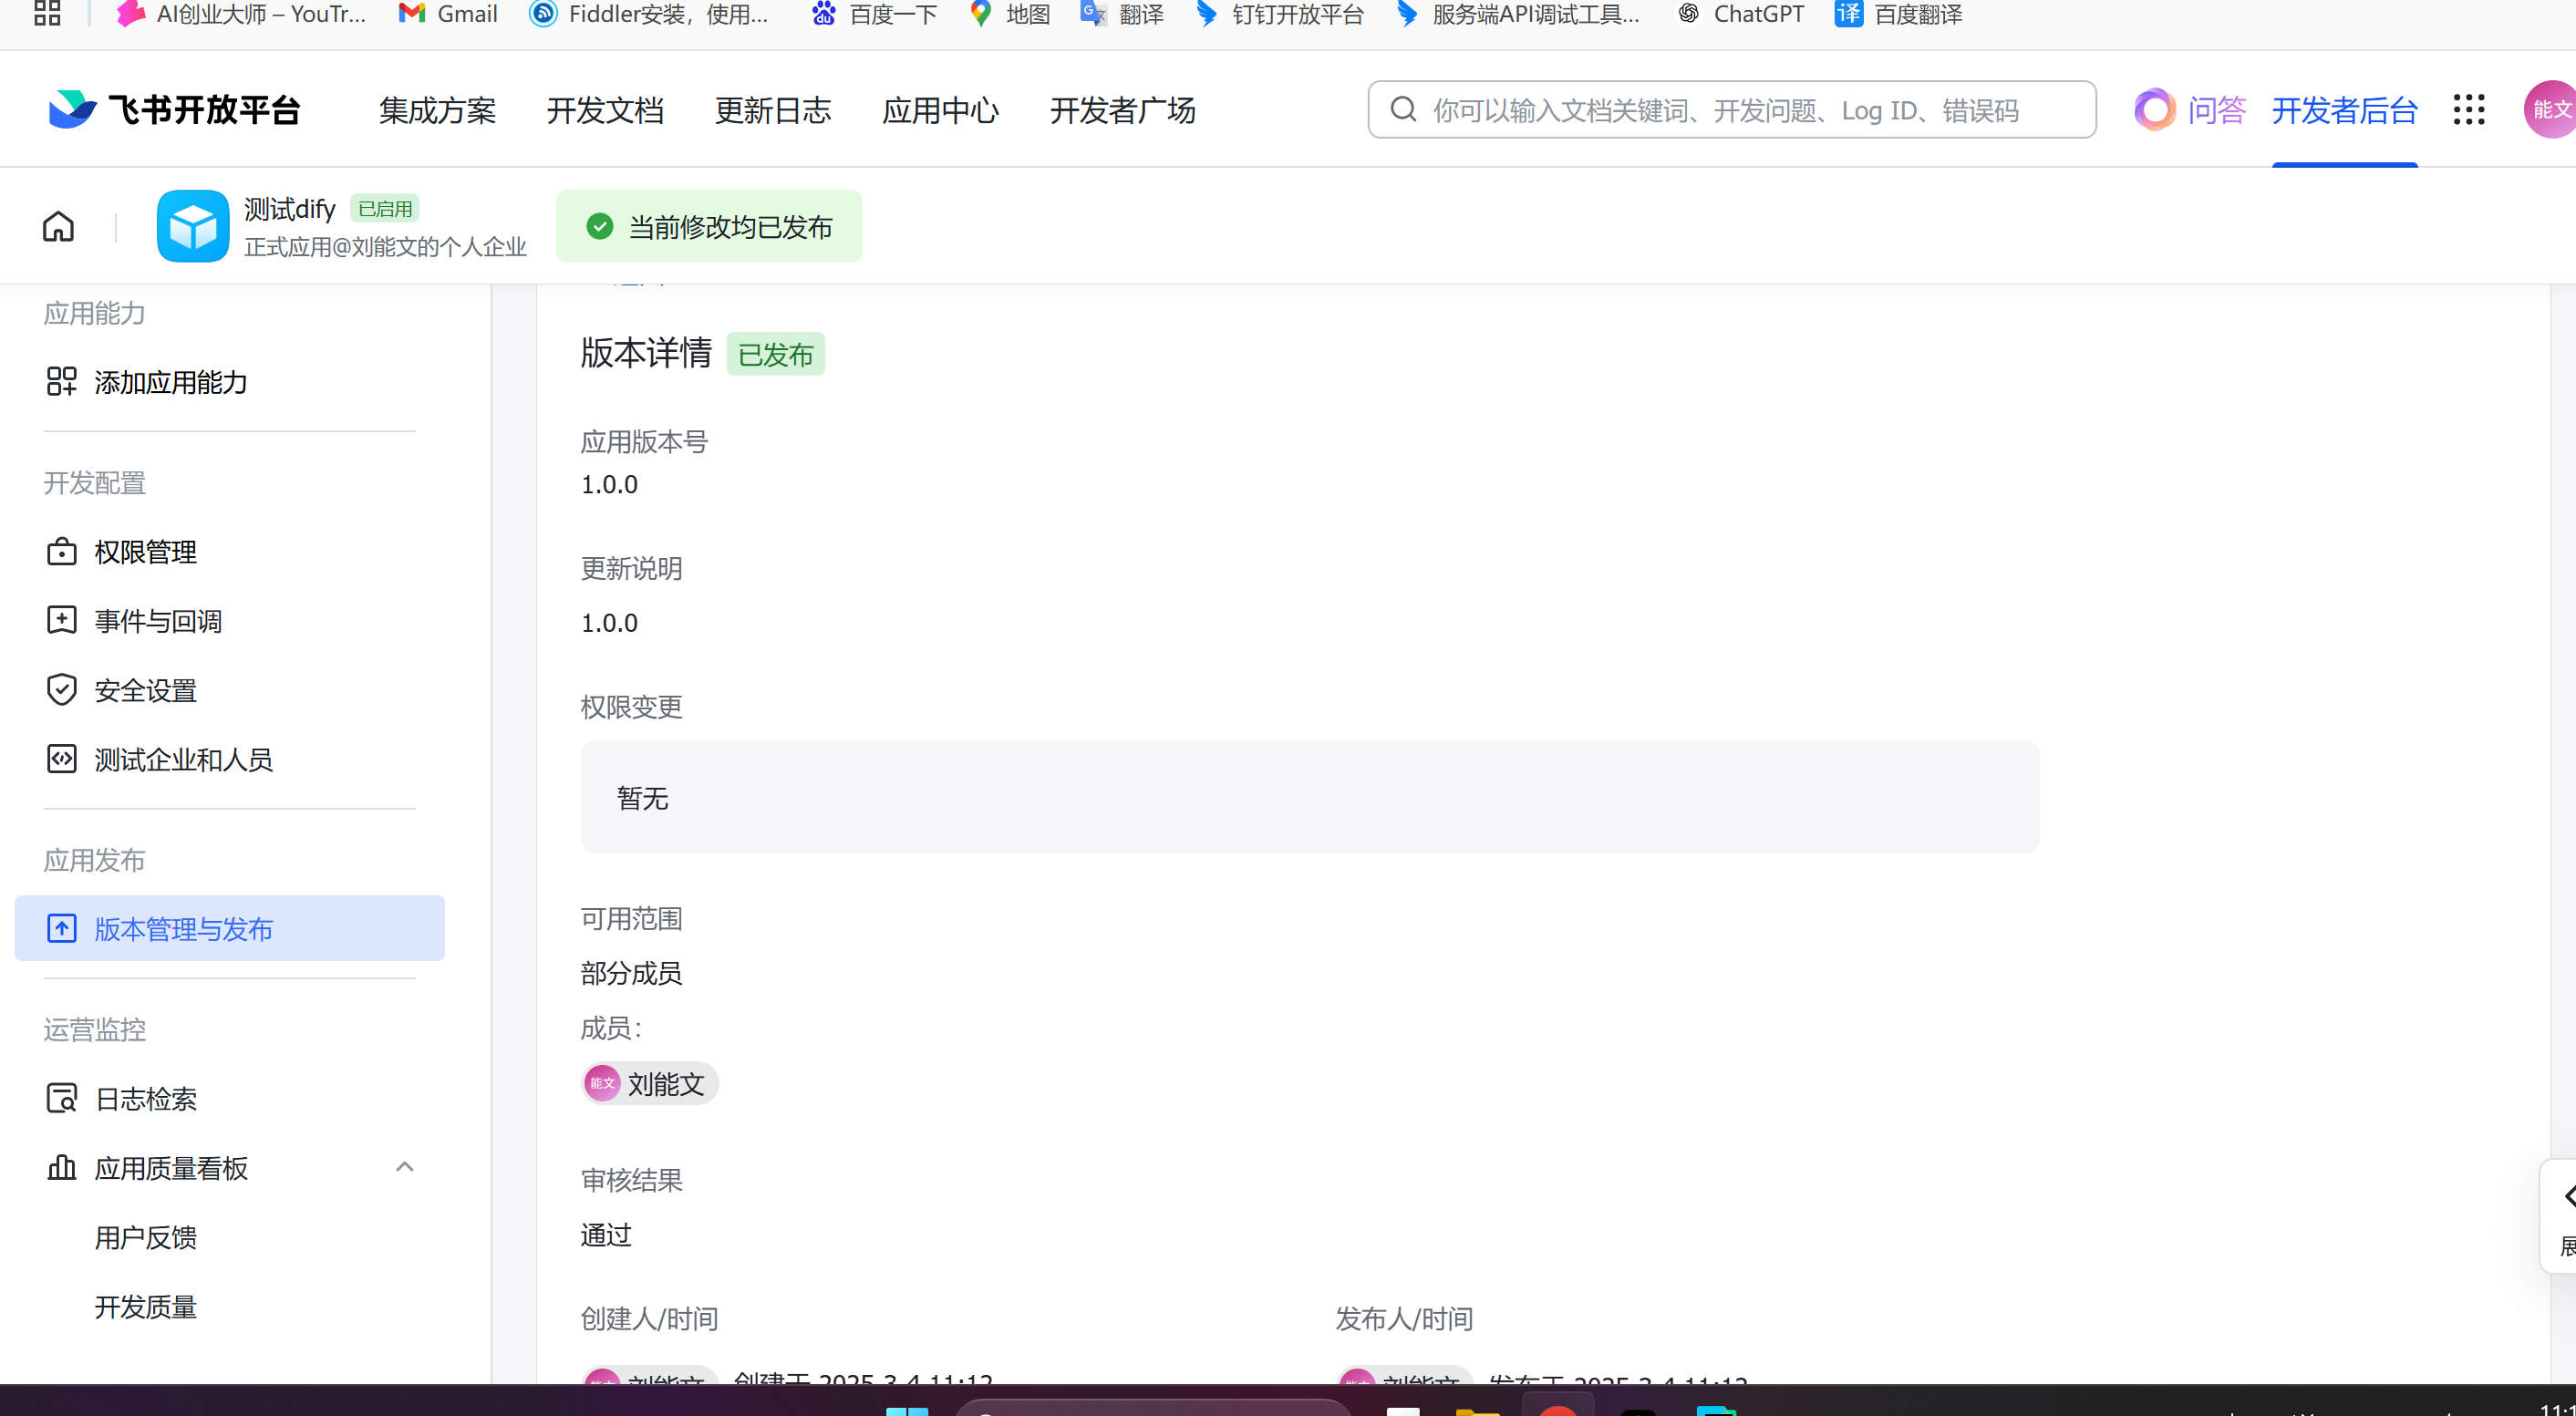 AI创业大师 – YouTr... Gmail Fiddler安装，使用... 百度一下 地图 翻译 钉钉开放平台 服务端API调试工具... ChatGPT 译 百度翻译
飞书开放平台 集成方案 开发文档 更新日志 应用中心 开发者广场 你可以输入文档关键词、开发问题、Log ID、错误码 问答 开发者后台 能文
测试dify 已启用
正式应用@刘能文的个人企业
当前修改均已发布
应用能力
添加应用能力
开发配置
权限管理
事件与回调
安全设置
测试企业和人员
应用发布
版本管理与发布
运营监控
日志检索
应用质量看板
用户反馈
开发质量
版本详情 已发布
应用版本号
1.0.0
更新说明
1.0.0
权限变更
暂无
可用范围
部分成员
成员：
能文 刘能文
审核结果
通过
创建人/时间 发布人/时间
刘能文 创建于 2025-3-4 11:12 刘能文 发布于 2025-3-4 11:12
展